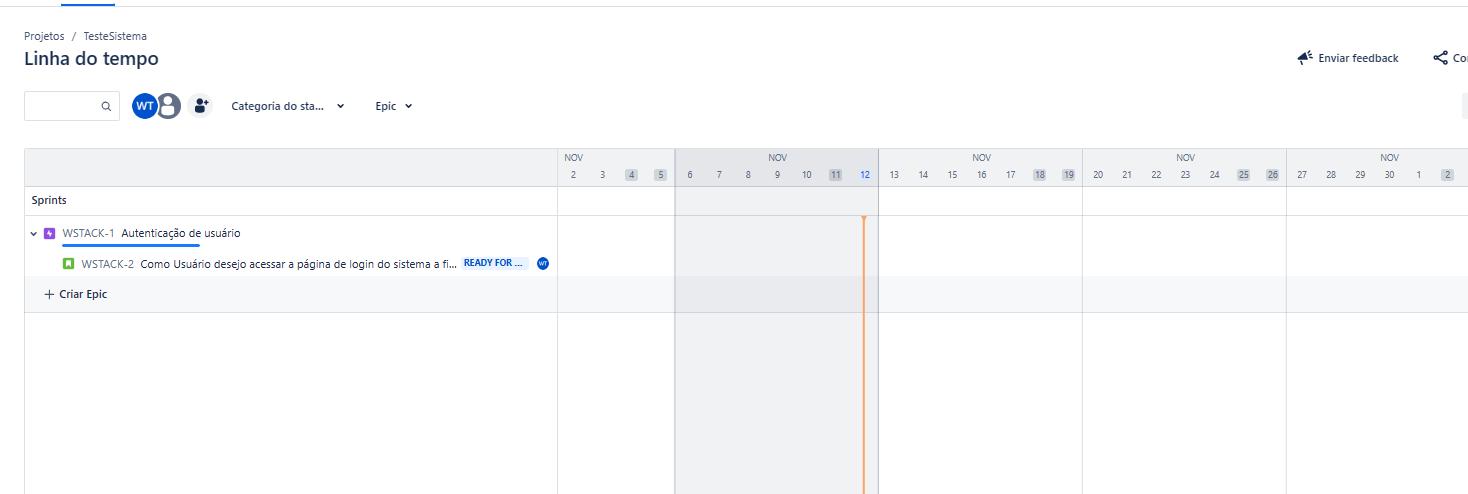 Projetos / TesteSistema
Linha do tempo
Enviar feedback
WT
Categoria do sta...
Epic
NOV NOV NOV NOV NOV
2 3 4 5 6 7 8 9 10 11 12 13 14 15 16 17 18 19 20 21 22 23 24 25 26 27 28 29 30 1 2
Sprints
WSTACK-1 Autenticação de usuário
WSTACK-2 Como Usuário desejo acessar a página de login do sistema a fi... READY FOR ... WT
+ Criar Epic